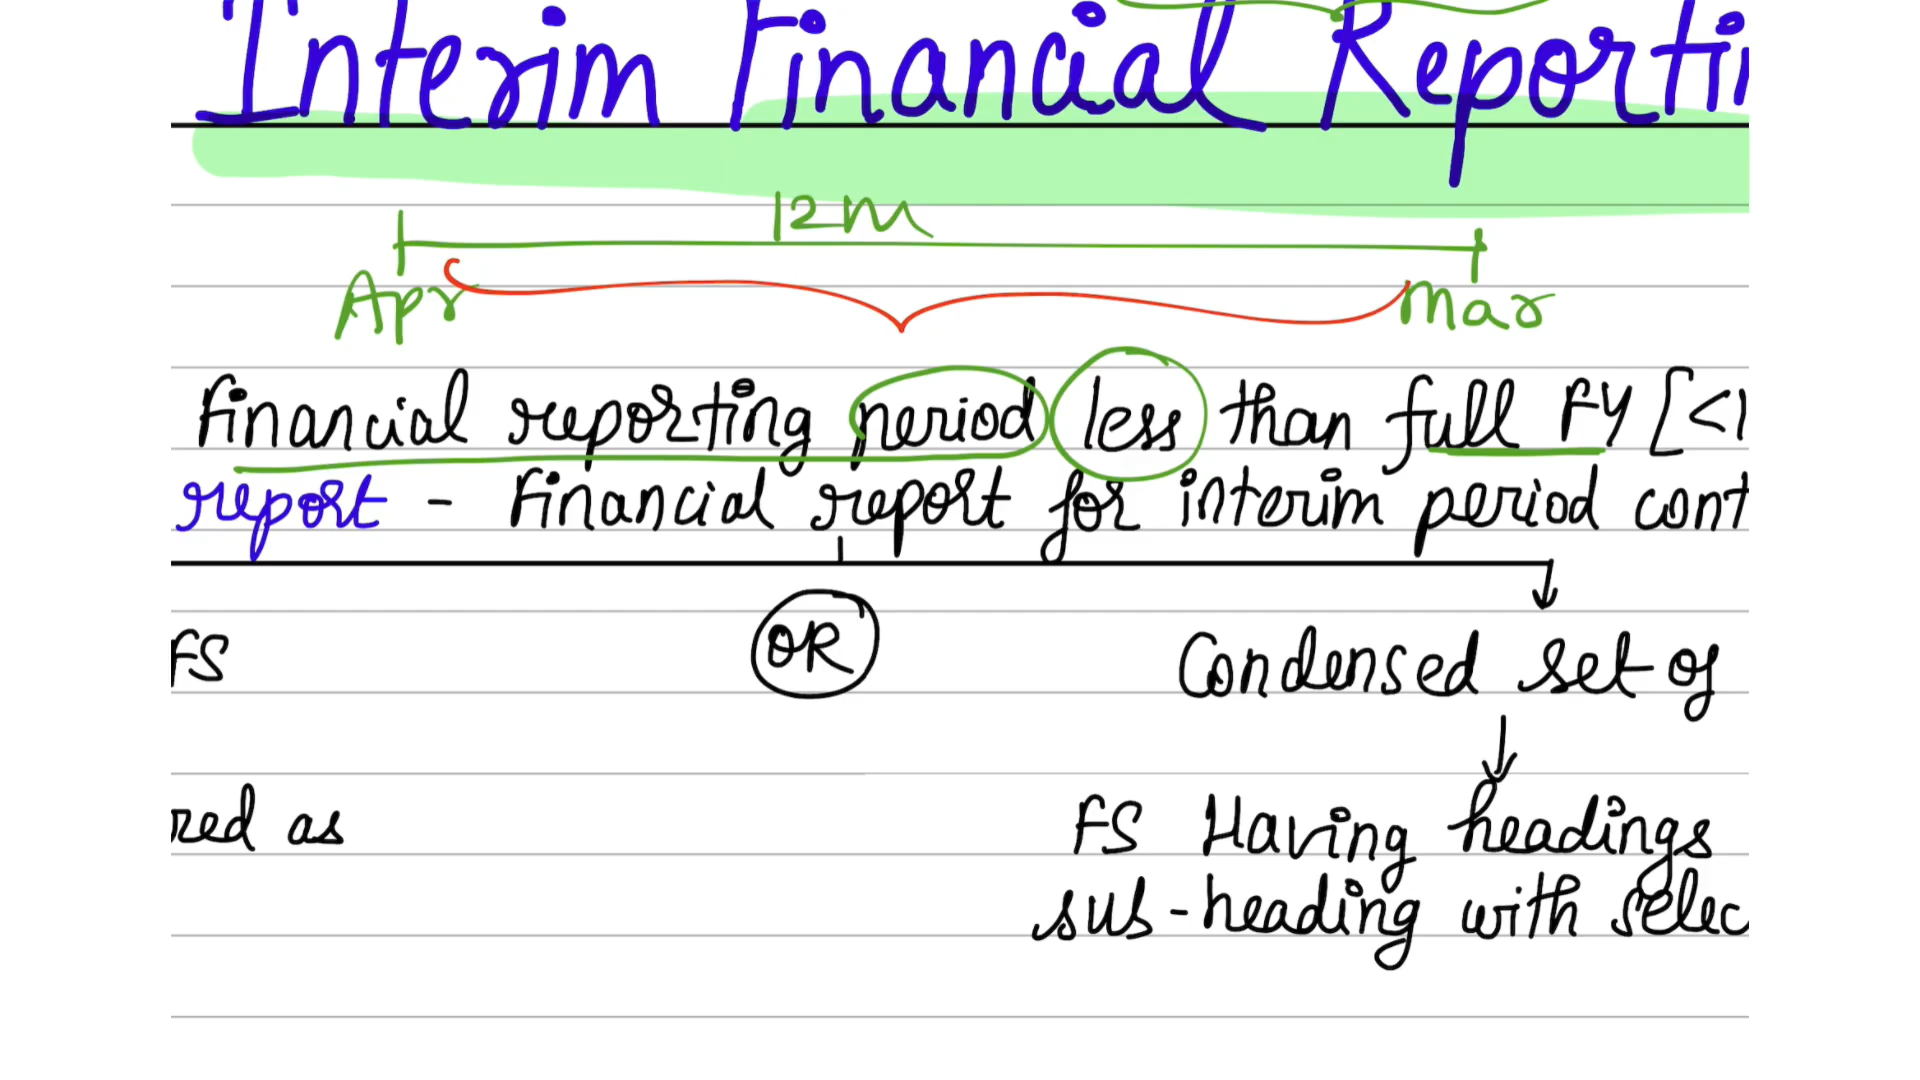 Interim Financial Reporti
12M
Apr Mar
Financial reporting period less than full FY [<1
report - Financial report for interim period cont
FS OR Condensed set of
red as FS Having headings
sub-heading with selec